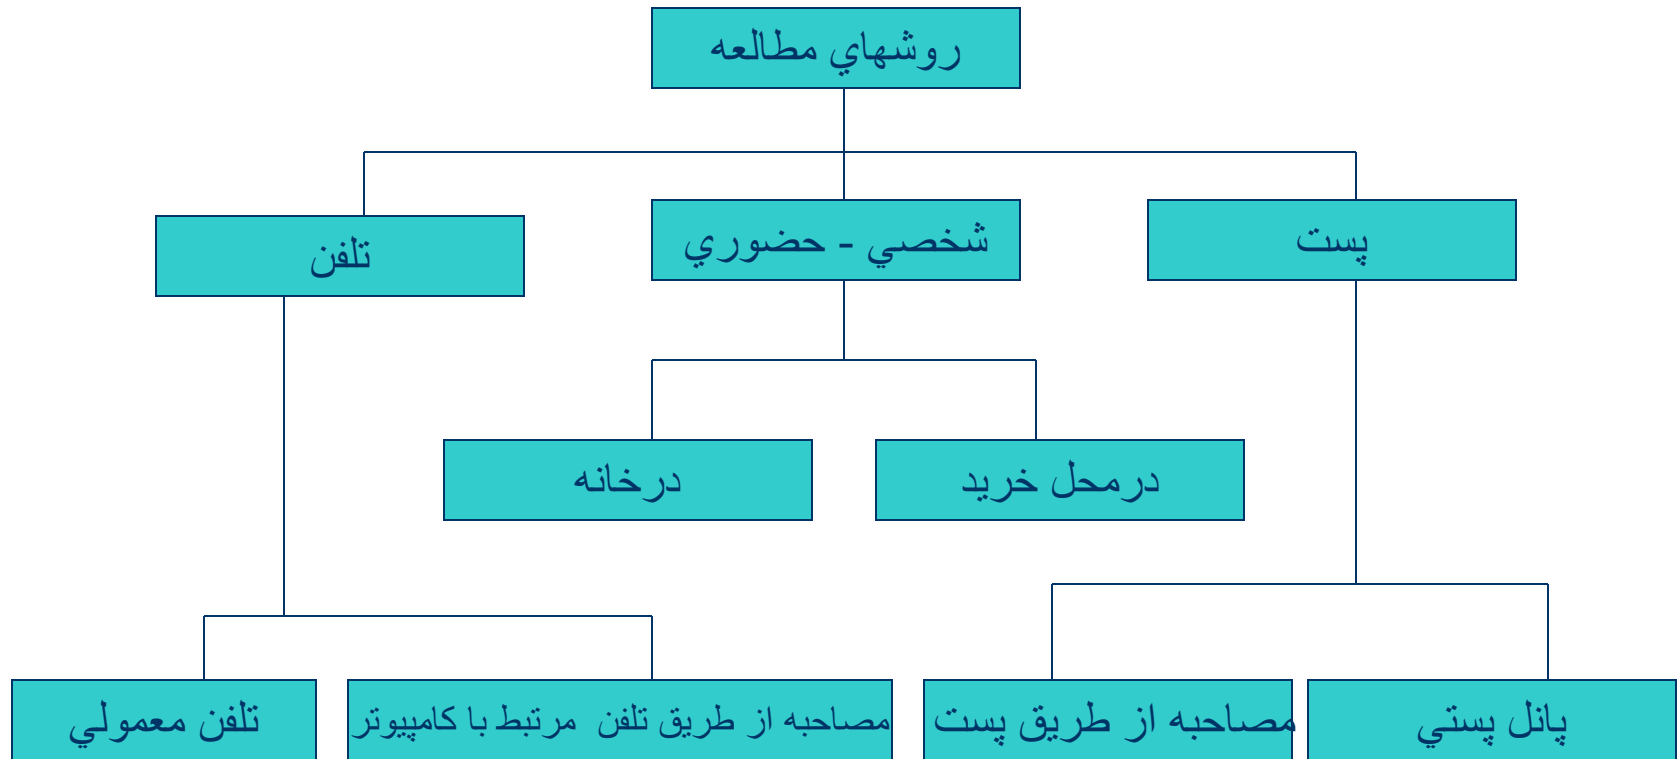 روشهاي مطالعه
پست
شخصي - حضوري
تلفن
درمحل خريد
درخانه
پانل پستي
مصاحبه از طريق پست
مصاحبه از طريق تلفن مرتبط با كامپيوتر
تلفن معمولي